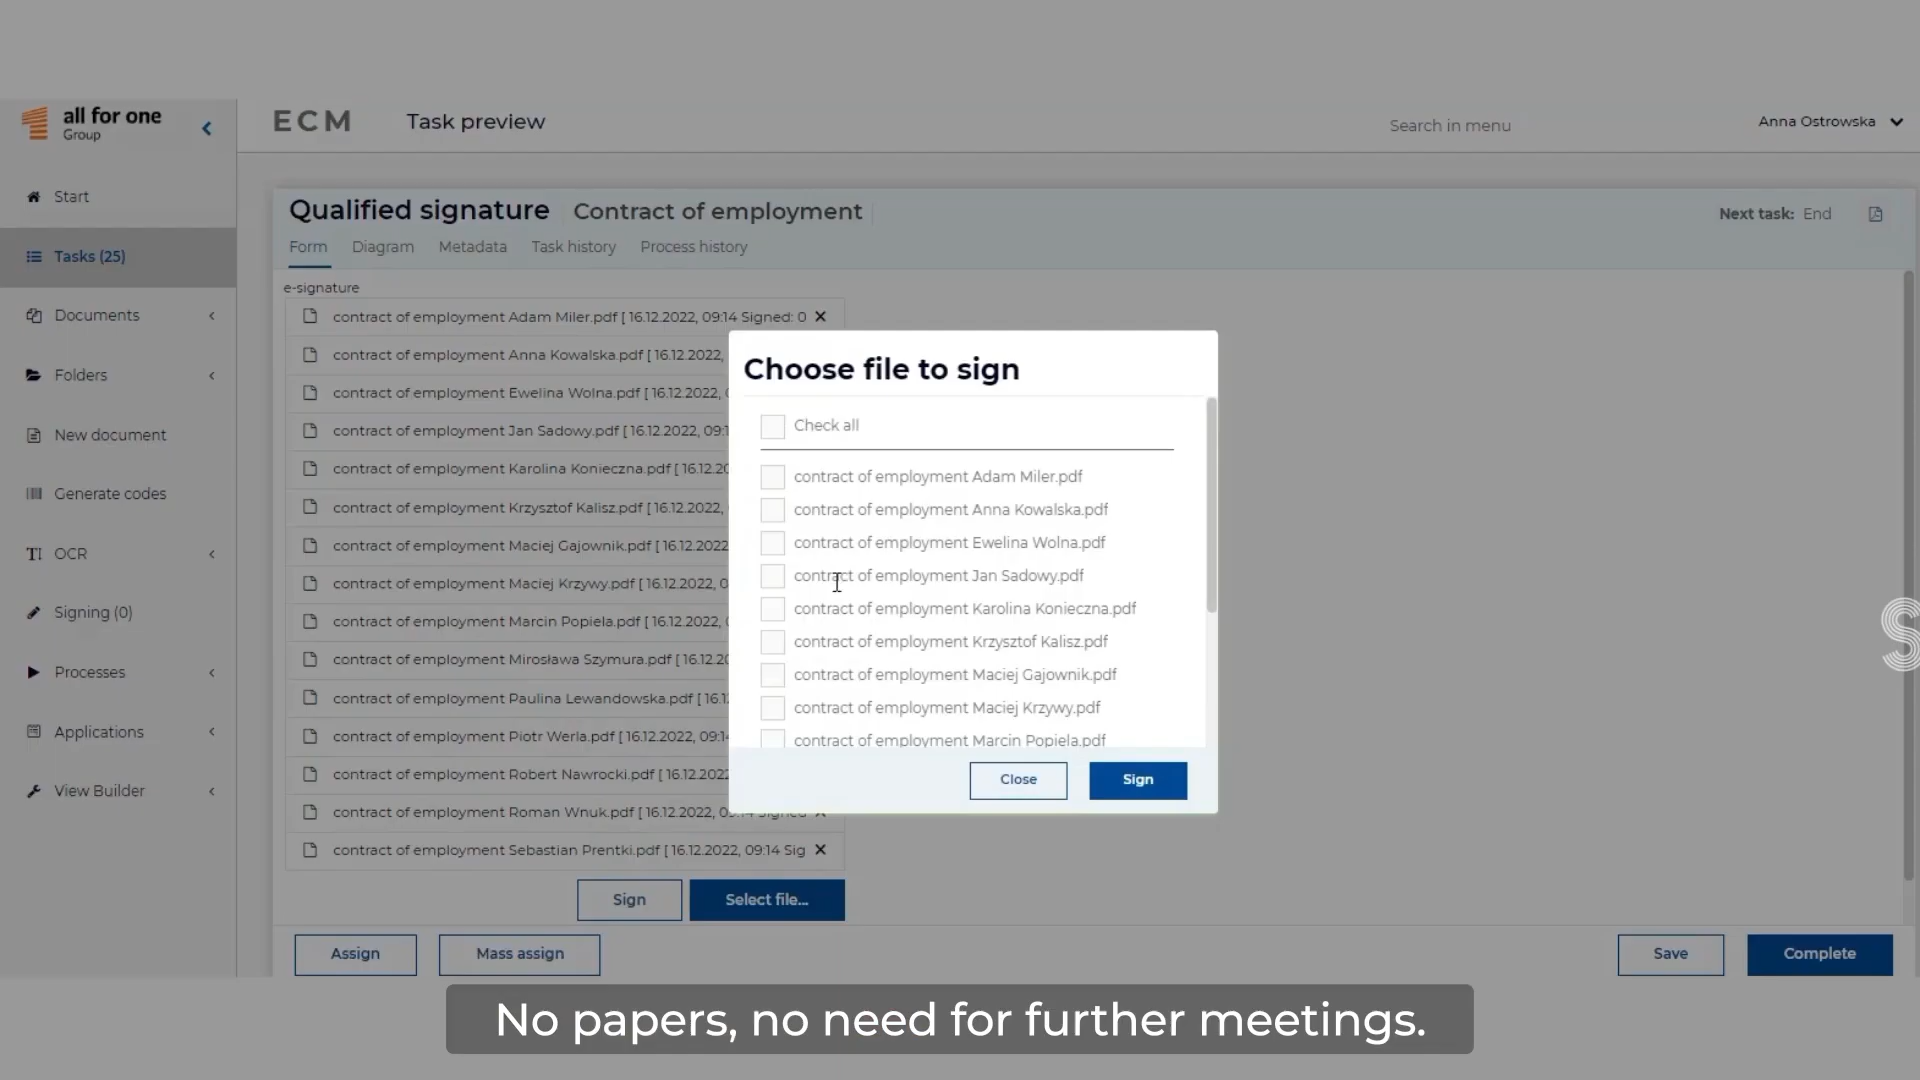 all for one
Group
ECM
Task preview
Search in menu
Anna Ostrowska
Start
Tasks (25)
Documents
Folders
New document
Generate codes
TI OCR
Signing (0)
Processes
Applications
View Builder
Qualified signature
Contract of employment
Next task: End
Form
Diagram
Metadata
Task history
Process history
e-signature
contract of employment Adam Miler.pdf [ 16.12.2022, 09:14 Signed: 0
contract of employment Anna Kowalska.pdf [ 16.12.2022,
contract of employment Ewelina Wolna.pdf [ 16.12.2022,
contract of employment Jan Sadowy.pdf [ 16.12.2022, 09:1
contract of employment Karolina Konieczna.pdf [ 16.12.20
contract of employment Krzysztof Kalisz.pdf [ 16.12.2022,
contract of employment Maciej Gajownik.pdf [ 16.12.2022
contract of employment Maciej Krzywy.pdf [ 16.12.2022, 0
contract of employment Marcin Popiela.pdf [ 16.12.2022,
contract of employment Mirosława Szymura.pdf [ 16.12.20
contract of employment Paulina Lewandowska.pdf [ 16.1
contract of employment Piotr Werla.pdf [ 16.12.2022, 09:1
contract of employment Robert Nawrocki.pdf [ 16.12.2022
contract of employment Roman Wnuk.pdf [ 16.12.2022, 09:14 Signed
contract of employment Sebastian Prentki.pdf [ 16.12.2022, 09:14 Sig
Sign
Select file...
Assign
Mass assign
Save
Complete
Choose file to sign
Check all
contract of employment Adam Miler.pdf
contract of employment Anna Kowalska.pdf
contract of employment Ewelina Wolna.pdf
contract of employment Jan Sadowy.pdf
contract of employment Karolina Konieczna.pdf
contract of employment Krzysztof Kalisz.pdf
contract of employment Maciej Gajownik.pdf
contract of employment Maciej Krzywy.pdf
contract of employment Marcin Popiela.pdf
Close
Sign
S
No papers, no need for further meetings.